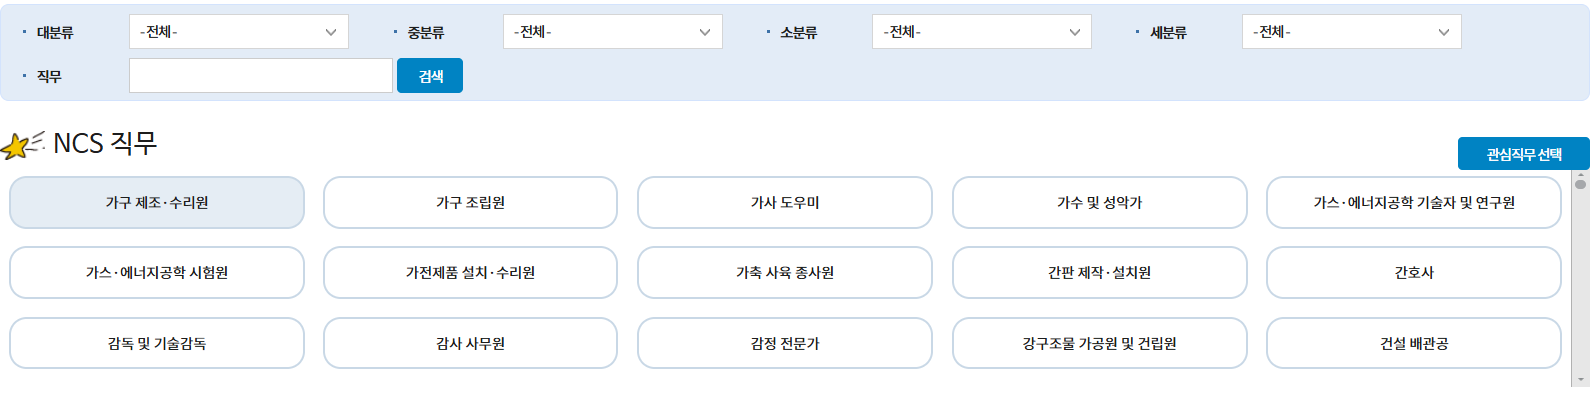 대분류 -전체- 중분류 -전체- 소분류 -전체- 세분류 -전체-
직무 검색
NCS 직무
관심직무 선택
가구 제조·수리원 가구 조립원 가사 도우미 가수 및 성악가 가스·에너지공학 기술자 및 연구원
가스·에너지공학 시험원 가전제품 설치·수리원 가축 사육 종사원 간판 제작·설치원 간호사
감독 및 기술감독 감사 사무원 감정 전문가 강구조물 가공원 및 건립원 건설 배관공